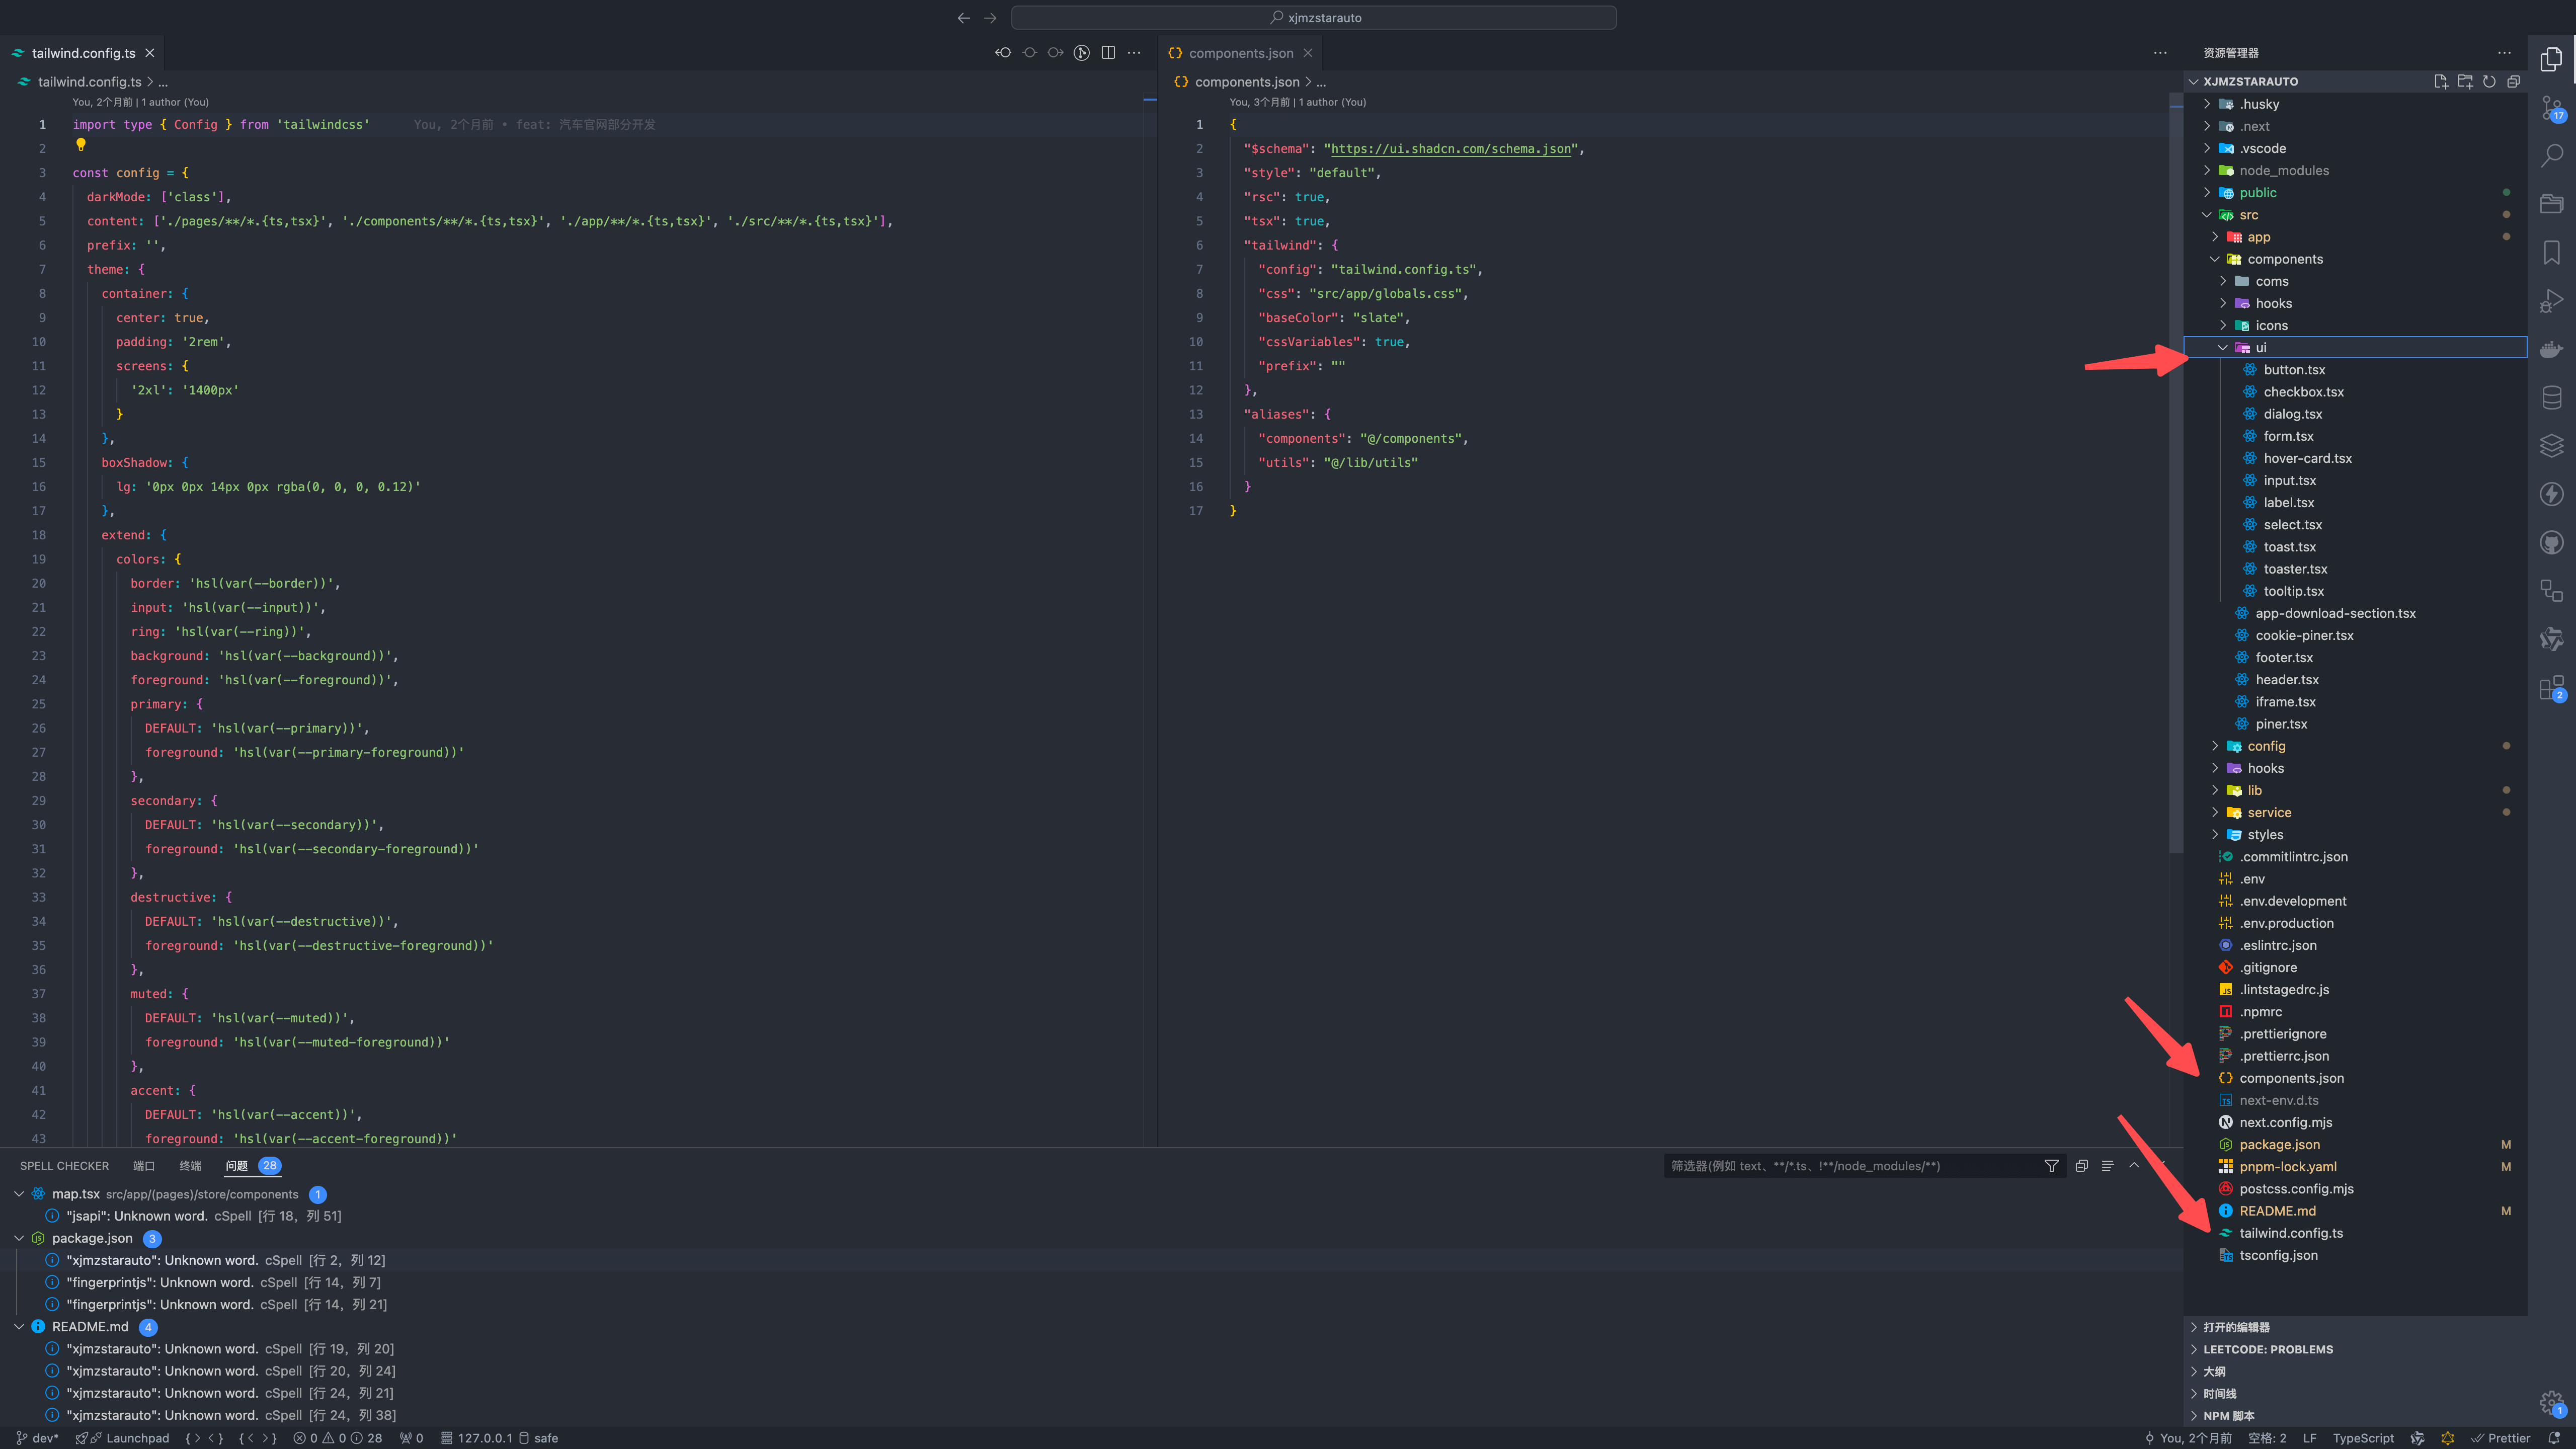 xjmzstarauto
tailwind.config.ts
tailwind.config.ts > ...
You, 2个月前 | 1 author (You)
1 import type { Config } from 'tailwindcss' You, 2个月前 • feat: 汽车官网部分开发
2
3 const config = {
4 darkMode: ['class'],
5 content: ['./pages/**/*.{ts,tsx}', './components/**/*.{ts,tsx}', './app/**/*.{ts,tsx}', './src/**/*.{ts,tsx}'],
6 prefix: '',
7 theme: {
8 container: {
9 center: true,
10 padding: '2rem',
11 screens: {
12 '2xl': '1400px'
13 }
14 },
15 boxShadow: {
16 lg: '0px 0px 14px 0px rgba(0, 0, 0, 0.12)'
17 },
18 extend: {
19 colors: {
20 border: 'hsl(var(--border))',
21 input: 'hsl(var(--input))',
22 ring: 'hsl(var(--ring))',
23 background: 'hsl(var(--background))',
24 foreground: 'hsl(var(--foreground))',
25 primary: {
26 DEFAULT: 'hsl(var(--primary))',
27 foreground: 'hsl(var(--primary-foreground))'
28 },
29 secondary: {
30 DEFAULT: 'hsl(var(--secondary))',
31 foreground: 'hsl(var(--secondary-foreground))'
32 },
33 destructive: {
34 DEFAULT: 'hsl(var(--destructive))',
35 foreground: 'hsl(var(--destructive-foreground))'
36 },
37 muted: {
38 DEFAULT: 'hsl(var(--muted))',
39 foreground: 'hsl(var(--muted-foreground))'
40 },
41 accent: {
42 DEFAULT: 'hsl(var(--accent))',
43 foreground: 'hsl(var(--accent-foreground))'
components.json
components.json > ...
You, 3个月前 | 1 author (You)
1 {
2 "$schema": "https://ui.shadcn.com/schema.json",
3 "style": "default",
4 "rsc": true,
5 "tsx": true,
6 "tailwind": {
7 "config": "tailwind.config.ts",
8 "css": "src/app/globals.css",
9 "baseColor": "slate",
10 "cssVariables": true,
11 "prefix": ""
12 },
13 "aliases": {
14 "components": "@/components",
15 "utils": "@/lib/utils"
16 }
17 }
SPELL CHECKER 端口 终端 问题 28
筛选器(例如 text、**/*.ts、!**/node_modules/**)
map.tsx src/app/(pages)/store/components 1
"jsapi": Unknown word. cSpell [行 18，列 51]
package.json 3
"xjmzstarauto": Unknown word. cSpell [行 2，列 12]
"fingerprintjs": Unknown word. cSpell [行 14，列 7]
"fingerprintjs": Unknown word. cSpell [行 14，列 21]
README.md 4
"xjmzstarauto": Unknown word. cSpell [行 19，列 20]
"xjmzstarauto": Unknown word. cSpell [行 20，列 24]
"xjmzstarauto": Unknown word. cSpell [行 24，列 21]
"xjmzstarauto": Unknown word. cSpell [行 24，列 38]
资源管理器
XJMZSTARAUTO
.husky
.next
.vscode
node_modules
public
src
app
components
coms
hooks
icons
ui
button.tsx
checkbox.tsx
dialog.tsx
form.tsx
hover-card.tsx
input.tsx
label.tsx
select.tsx
toast.tsx
toaster.tsx
tooltip.tsx
app-download-section.tsx
cookie-piner.tsx
footer.tsx
header.tsx
iframe.tsx
piner.tsx
config
hooks
lib
service
styles
.commitlintrc.json
.env
.env.development
.env.production
.eslintrc.json
.gitignore
.lintstagedrc.js
.npmrc
.prettierignore
.prettierrc.json
components.json
next-env.d.ts
next.config.mjs
package.json M
pnpm-lock.yaml M
postcss.config.mjs
README.md M
tailwind.config.ts
tsconfig.json
打开的编辑器
LEETCODE: PROBLEMS
大纲
时间线
NPM 脚本
17
2
1
dev* Launchpad 0 0 28 0 127.0.0.1 safe
You, 2个月前 空格: 2 LF TypeScript Prettier